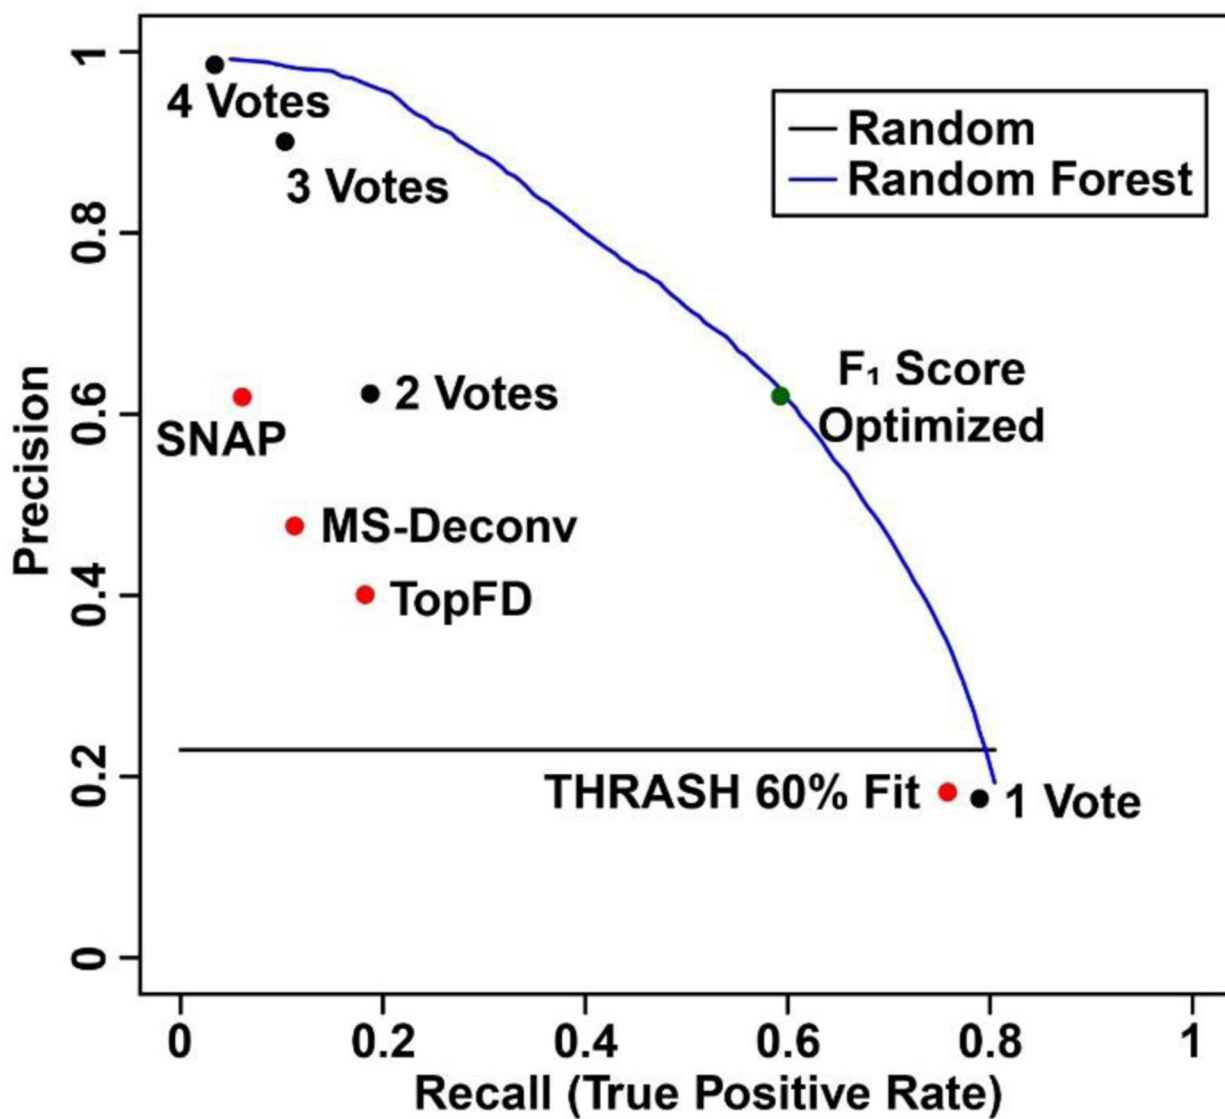 1
0.8
0.6
0.4
0.2
0
Precision
4 Votes
3 Votes
Random
Random Forest
2 Votes
SNAP
F₁ Score
Optimized
MS-Deconv
TopFD
THRASH 60% Fit
1 Vote
0 0.2 0.4 0.6 0.8 1
Recall (True Positive Rate)